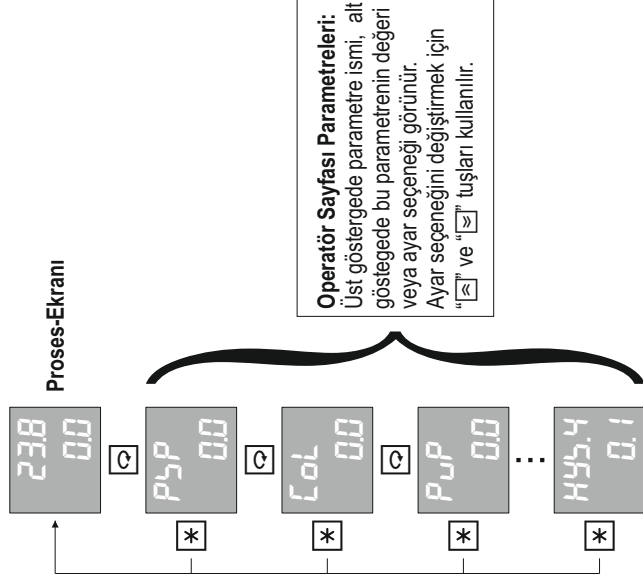 Proses-Ekranı
23.8
0.0
PSP
0.0
CoL
0.0
PuP
0.0
...
HYS.4
0.1
Operatör Sayfası Parametreleri:
Üst göstergede parametre ismi, alt
göstegede bu parametrenin değeri
veya ayar seçeneği görünür.
Ayar seçeneğini değiştirmek için
“ ” ve “ ” tuşları kullanılır.